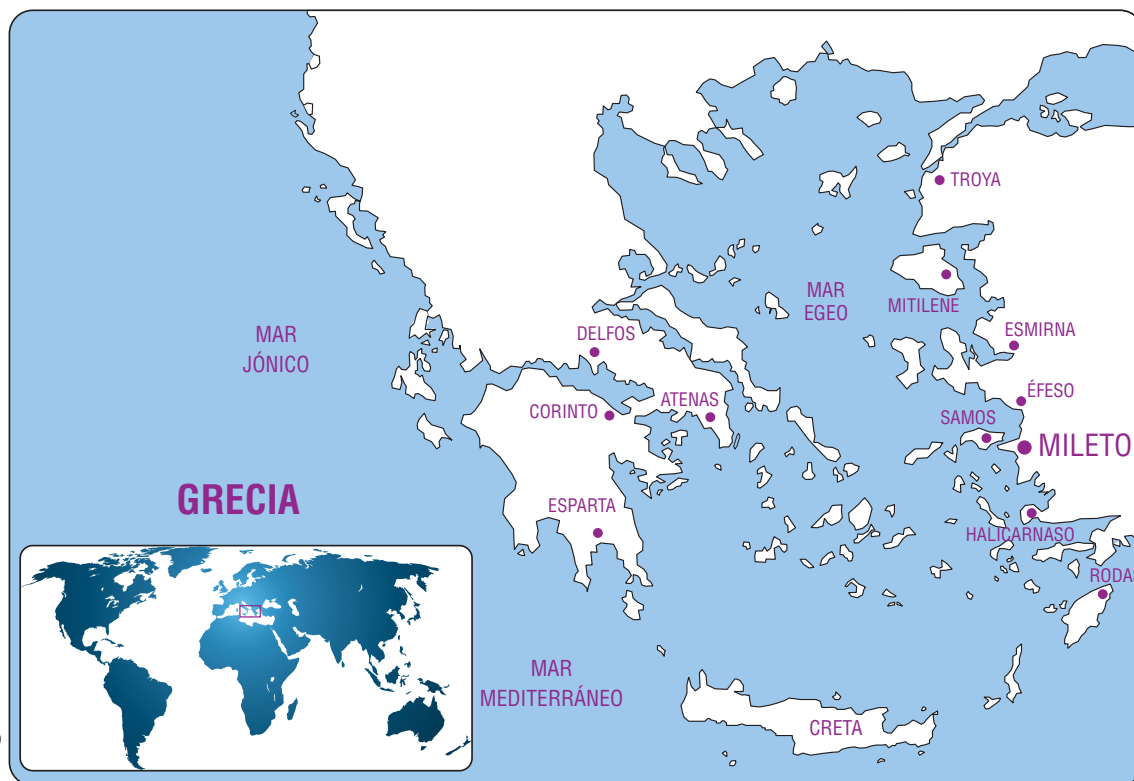 TROYA
MAR
EGEO
MITILENE
MAR
JÓNICO
DELFOS
ESMIRNA
CORINTO
ATENAS
ÉFESO
SAMOS
MILETO
GRECIA
ESPARTA
HALICARNASO
RODAS
MAR
MEDITERRÁNEO
CRETA